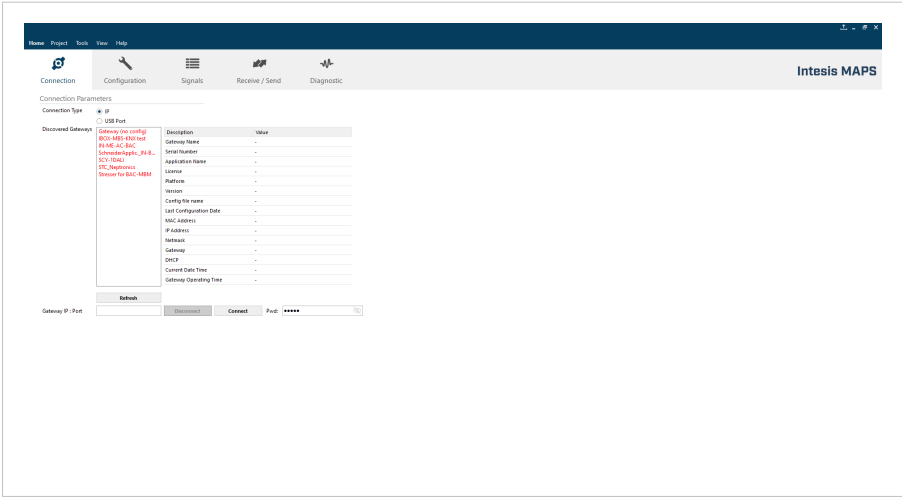 Home Project Tools View Help
Connection Configuration Signals Receive / Send Diagnostic
Intesis MAPS
Connection Parameters
Connection Type IP
USB Port
Discovered Gateways
Gateway (no config)
IBOX-MBS-KNX test
IN-ME-AC-BAC
SchneiderApplic._IN-B...
SCY-1DALI
STC_Neptronics
Stresser for BAC-MBM
Description Value
Gateway Name -
Serial Number -
Application Name -
License -
Platform -
Version -
Config file name -
Last Configuration Date -
MAC Address -
IP Address -
Netmask -
Gateway -
DHCP -
Current Date Time -
Gateway Operating Time -
Refresh
Gateway IP : Port Disconnect Connect Pwd: •••••